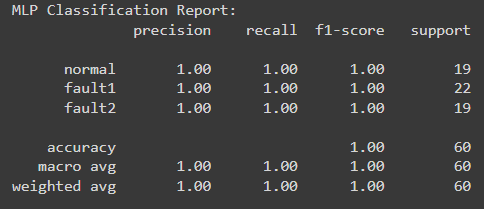 MLP Classification Report:
precision recall f1-score support
normal 1.00 1.00 1.00 19
fault1 1.00 1.00 1.00 22
fault2 1.00 1.00 1.00 19
accuracy 1.00 60
macro avg 1.00 1.00 1.00 60
weighted avg 1.00 1.00 1.00 60